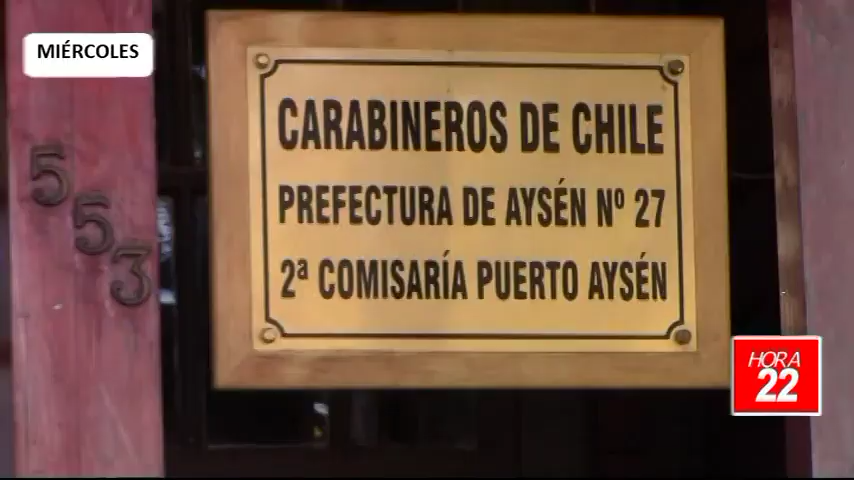 MIÉRCOLES
553
CARABINEROS DE CHILE
PREFECTURA DE AYSÉN Nº 27
2ª COMISARÍA PUERTO AYSÉN
HORA
22